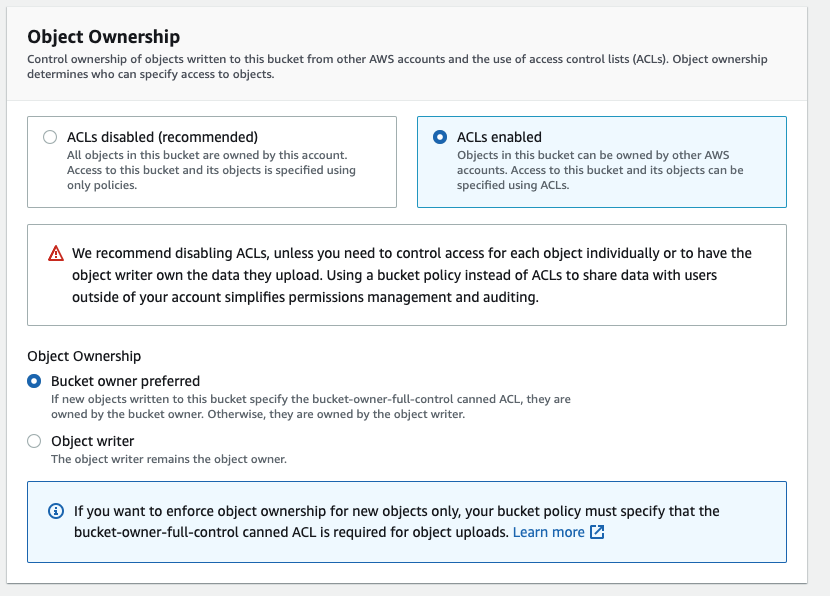 Object Ownership
Control ownership of objects written to this bucket from other AWS accounts and the use of access control lists (ACLs). Object ownership
determines who can specify access to objects.
ACLs disabled (recommended)
All objects in this bucket are owned by this account.
Access to this bucket and its objects is specified using
only policies.
ACLs enabled
Objects in this bucket can be owned by other AWS
accounts. Access to this bucket and its objects can be
specified using ACLs.
We recommend disabling ACLs, unless you need to control access for each object individually or to have the
object writer own the data they upload. Using a bucket policy instead of ACLs to share data with users
outside of your account simplifies permissions management and auditing.
Object Ownership
Bucket owner preferred
If new objects written to this bucket specify the bucket-owner-full-control canned ACL, they are
owned by the bucket owner. Otherwise, they are owned by the object writer.
Object writer
The object writer remains the object owner.
If you want to enforce object ownership for new objects only, your bucket policy must specify that the
bucket-owner-full-control canned ACL is required for object uploads. Learn more